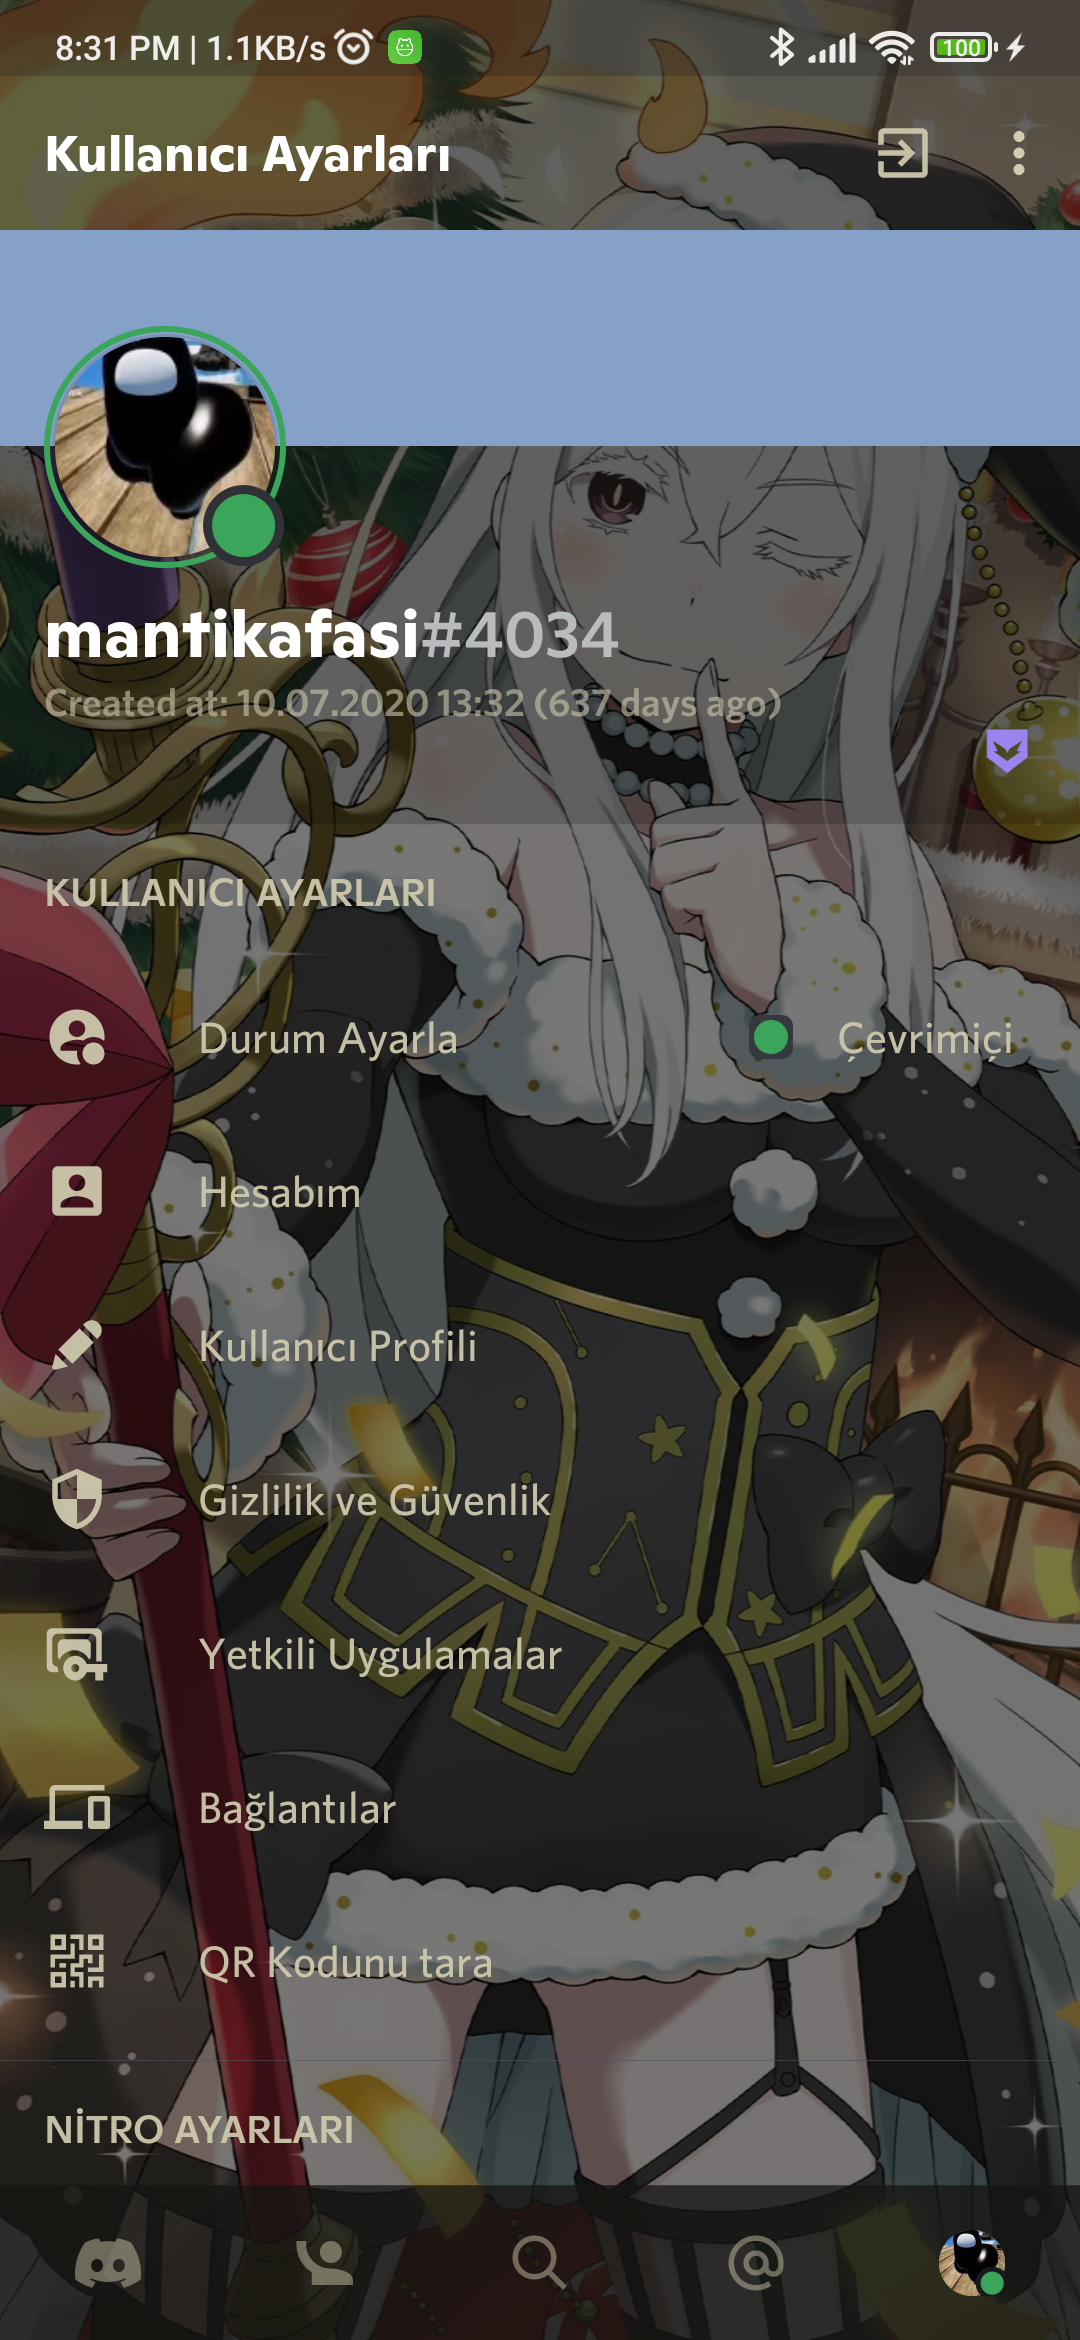 8:31 PM | 1.1KB/s
100
Kullanıcı Ayarları
mantikafasi#4034
Created at: 10.07.2020 13:32 (637 days ago)
KULLANICI AYARLARI
Durum Ayarla
Çevrimiçi
Hesabım
Kullanıcı Profili
Gizlilik ve Güvenlik
Yetkili Uygulamalar
Bağlantılar
QR Kodunu tara
NİTRO AYARLARI